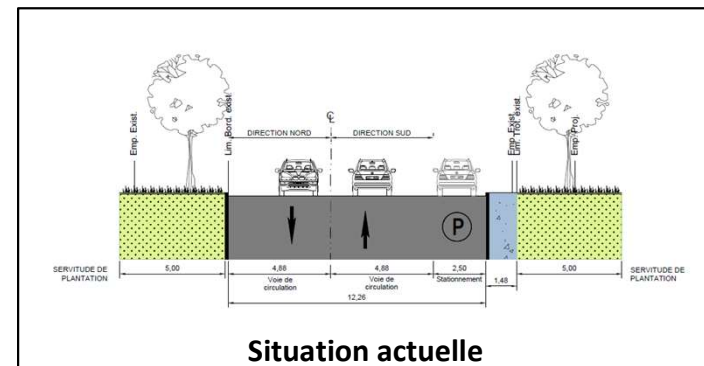 Emp. Exist.
Lim. Bord. exist.
℄
DIRECTION NORD
DIRECTION SUD
Emp. Exist.
Lim. Trot. exist.
Emp. Proj.
P
SERVITUDE DE
PLANTATION
5,00
4,88
Voie de
circulation
4,88
Voie de
circulation
2,50
Stationnement
1,48
5,00
SERVITUDE DE
PLANTATION
12,26
Situation actuelle